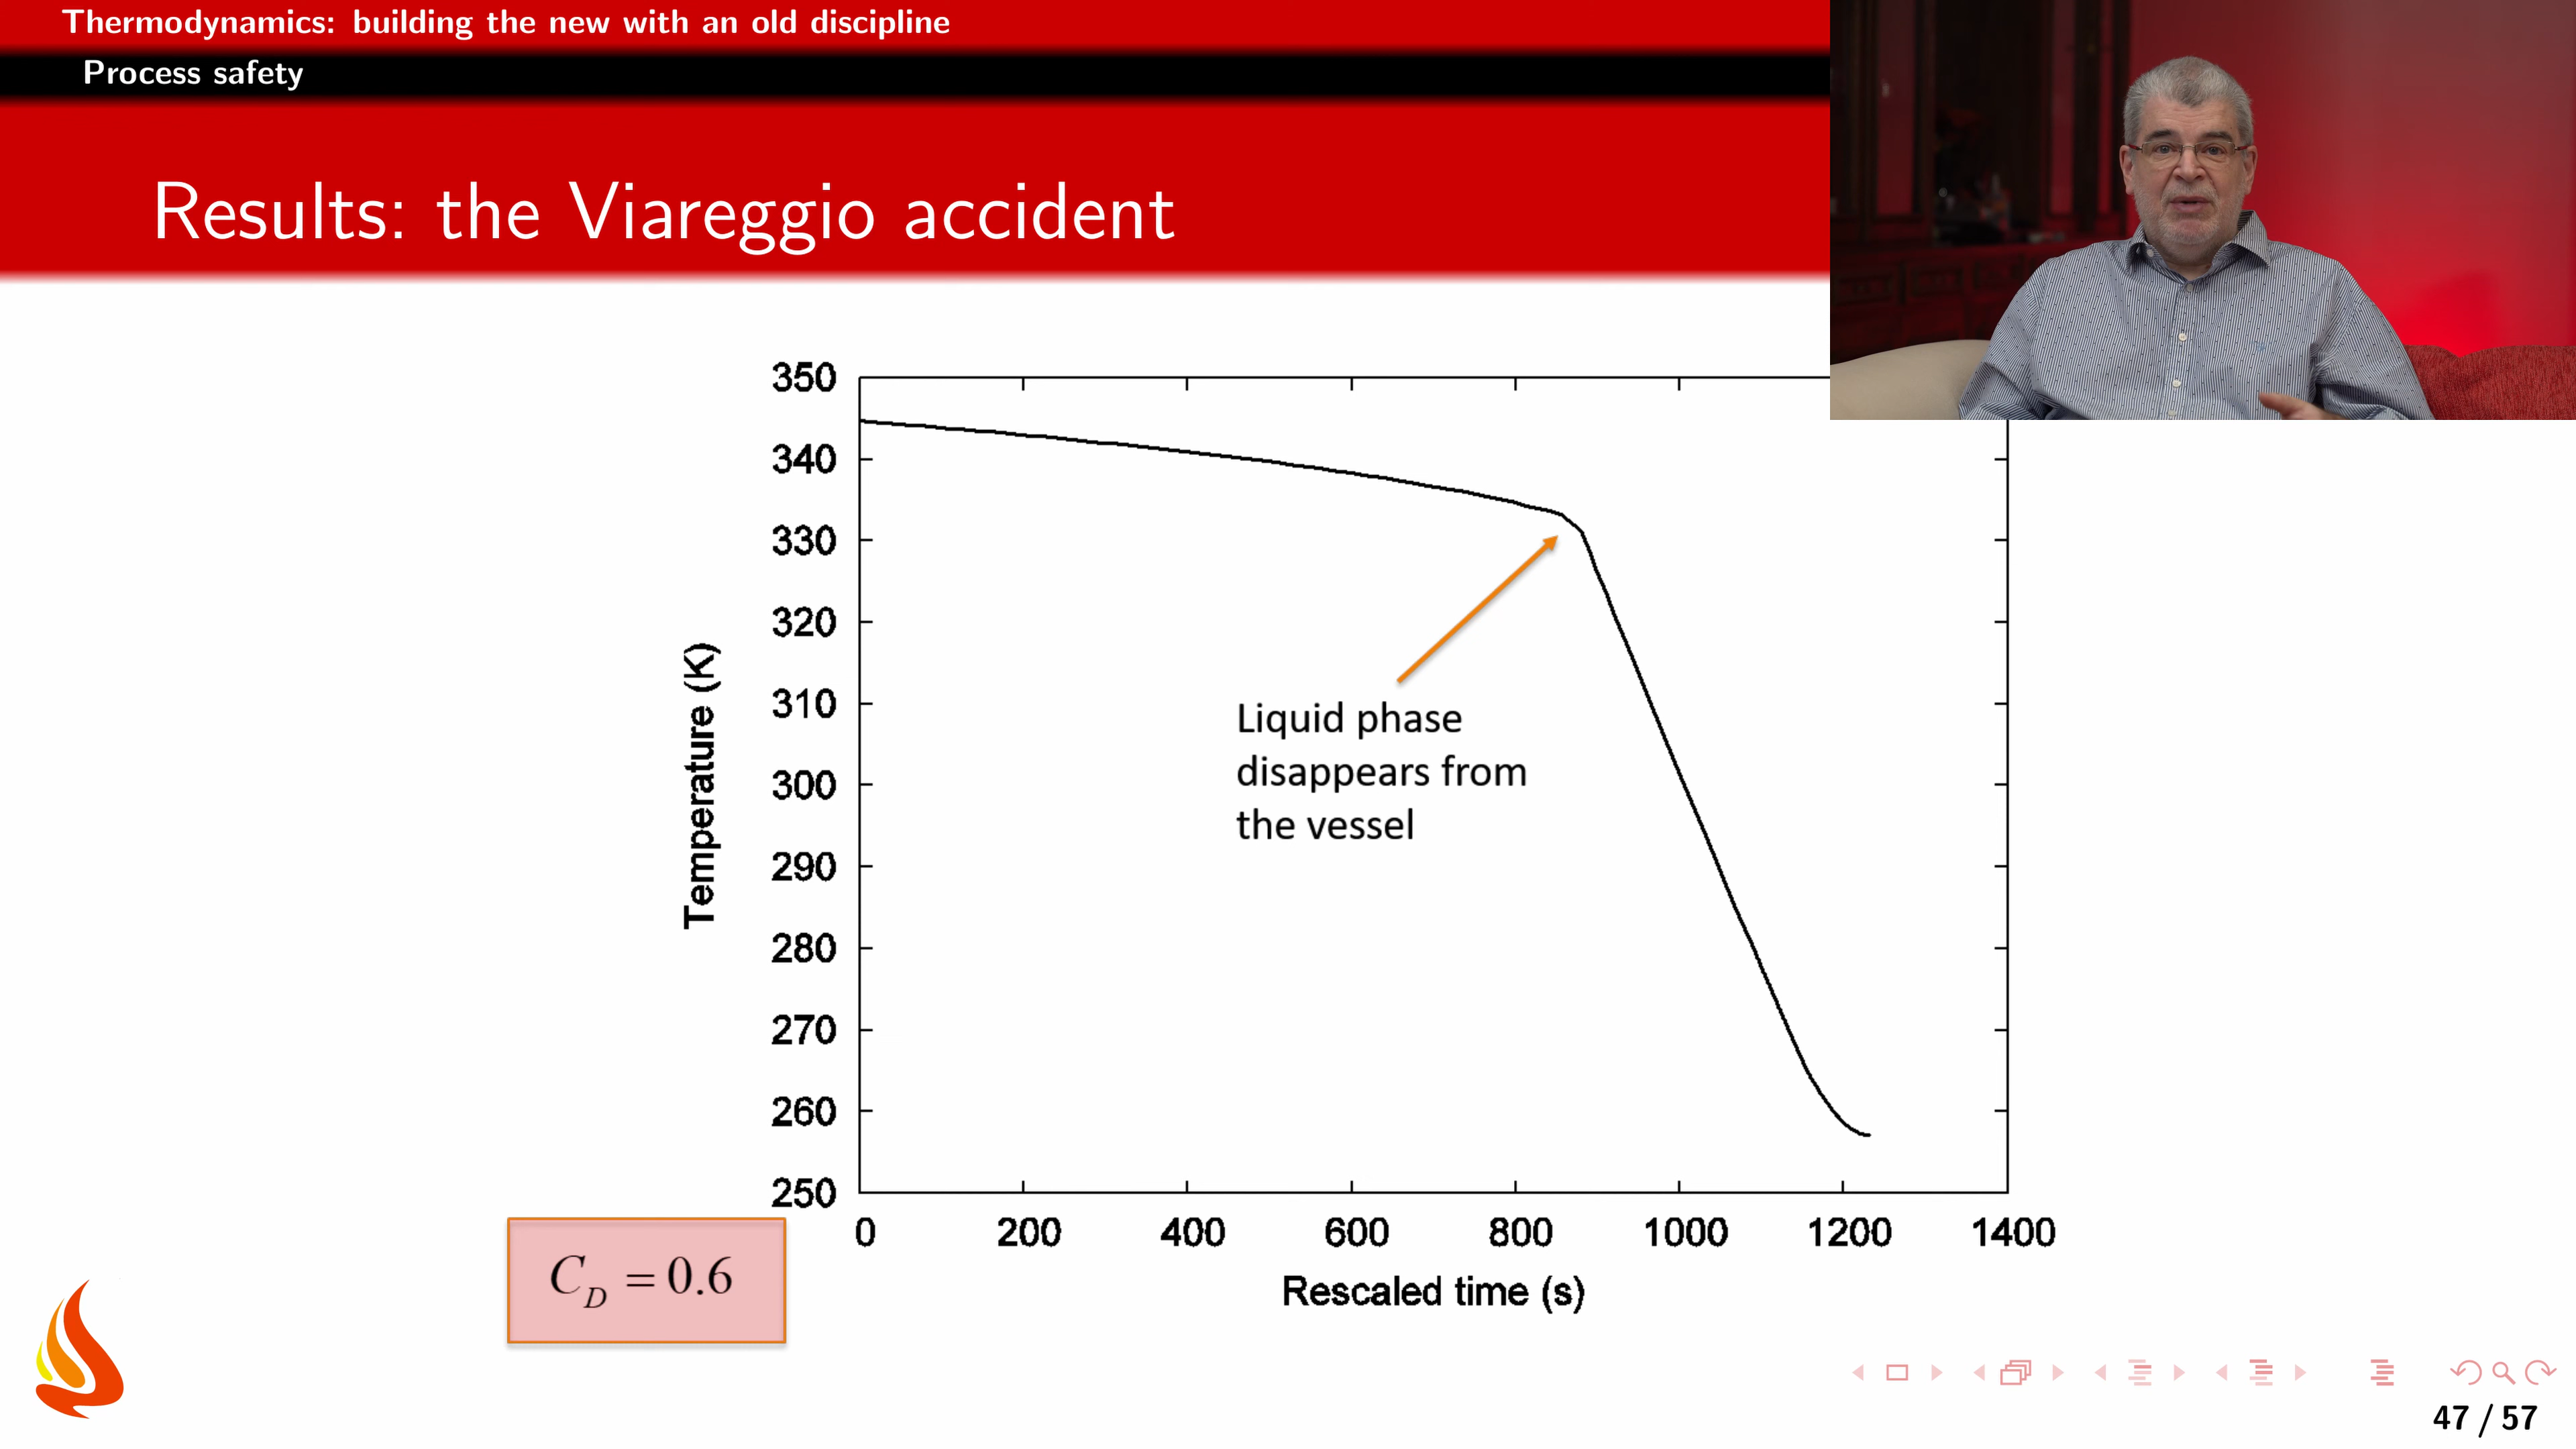 Thermodynamics: building the new with an old discipline
Process safety
Results: the Viareggio accident
350
340
330
320
310
300
290
280
270
260
250
Temperature (K)
Liquid phase
disappears from
the vessel
0 200 400 600 800 1000 1200 1400
Rescaled time (s)
C_D = 0.6
47 / 57